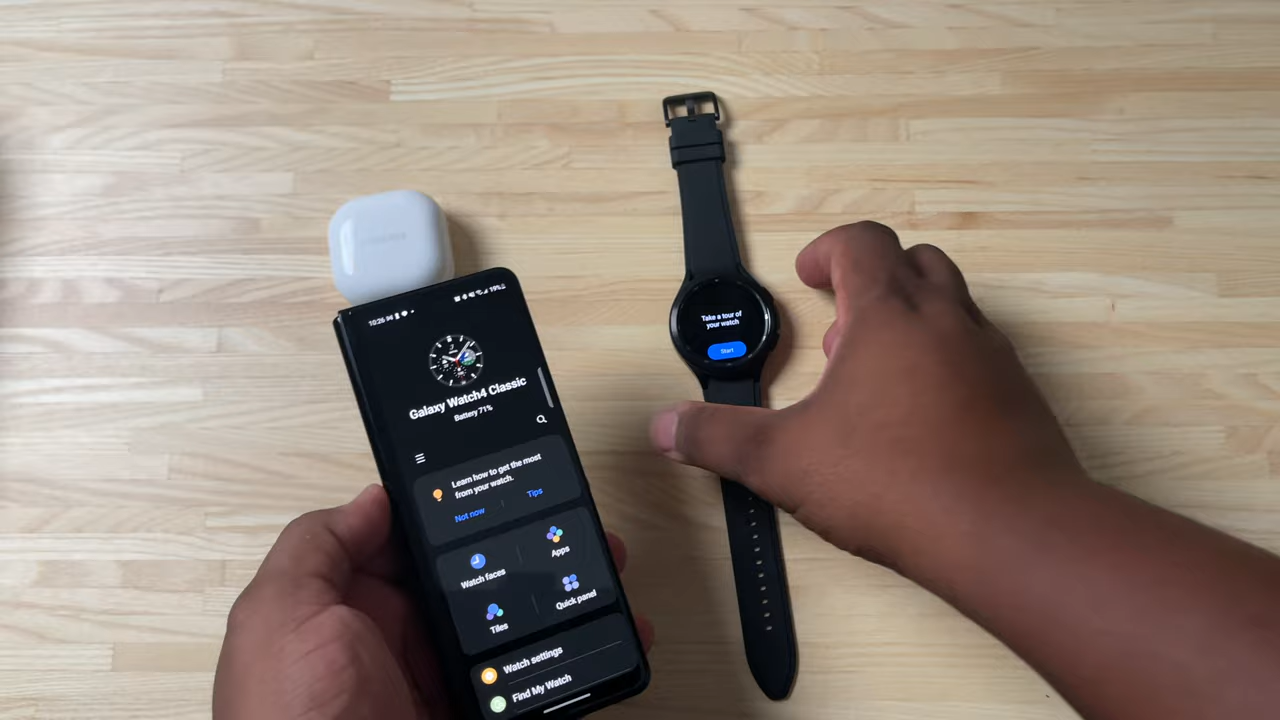 10:26
19%
Galaxy Watch4 Classic
Battery 71%
Learn how to get the most
from your watch.
Not now
Tips
Watch faces
Apps
Tiles
Quick panel
Watch settings
Find My Watch
Take a tour of
your watch
Start